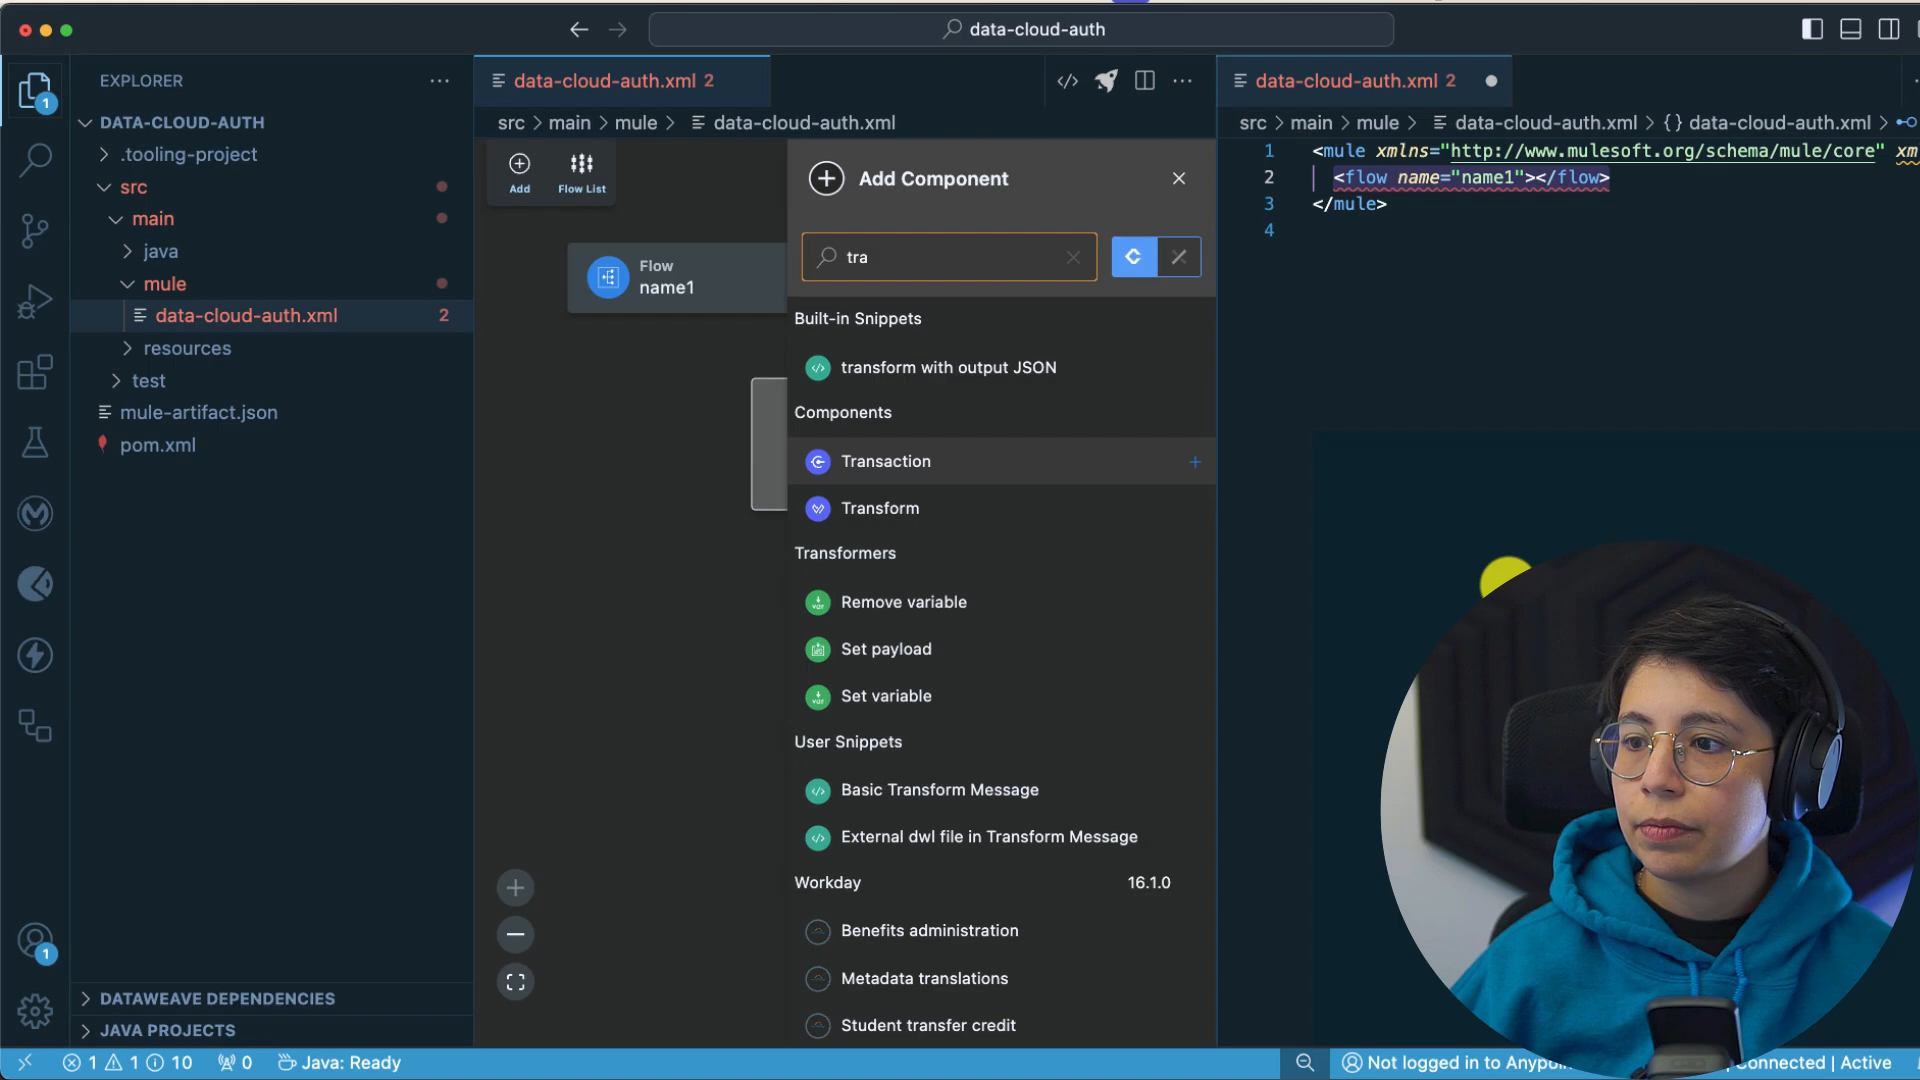 data-cloud-auth
EXPLORER
1
DATA-CLOUD-AUTH
.tooling-project
src
main
java
mule
data-cloud-auth.xml 2
resources
test
mule-artifact.json
pom.xml
DATAWEAVE DEPENDENCIES
JAVA PROJECTS
1
data-cloud-auth.xml 2
src > main > mule > data-cloud-auth.xml
Add
Flow List
Flow
name1
Add Component
tra
Built-in Snippets
transform with output JSON
Components
Transaction
Transform
Transformers
Remove variable
Set payload
Set variable
User Snippets
Basic Transform Message
External dwl file in Transform Message
Workday 16.1.0
Benefits administration
Metadata translations
Student transfer credit
data-cloud-auth.xml 2
src > main > mule > data-cloud-auth.xml > {} data-cloud-auth.xml >
1 <mule xmlns="http://www.mulesoft.org/schema/mule/core" xm
2 <flow name="name1"></flow>
3 </mule>
4
1 1 10 0 Java: Ready
Not logged in to | Active